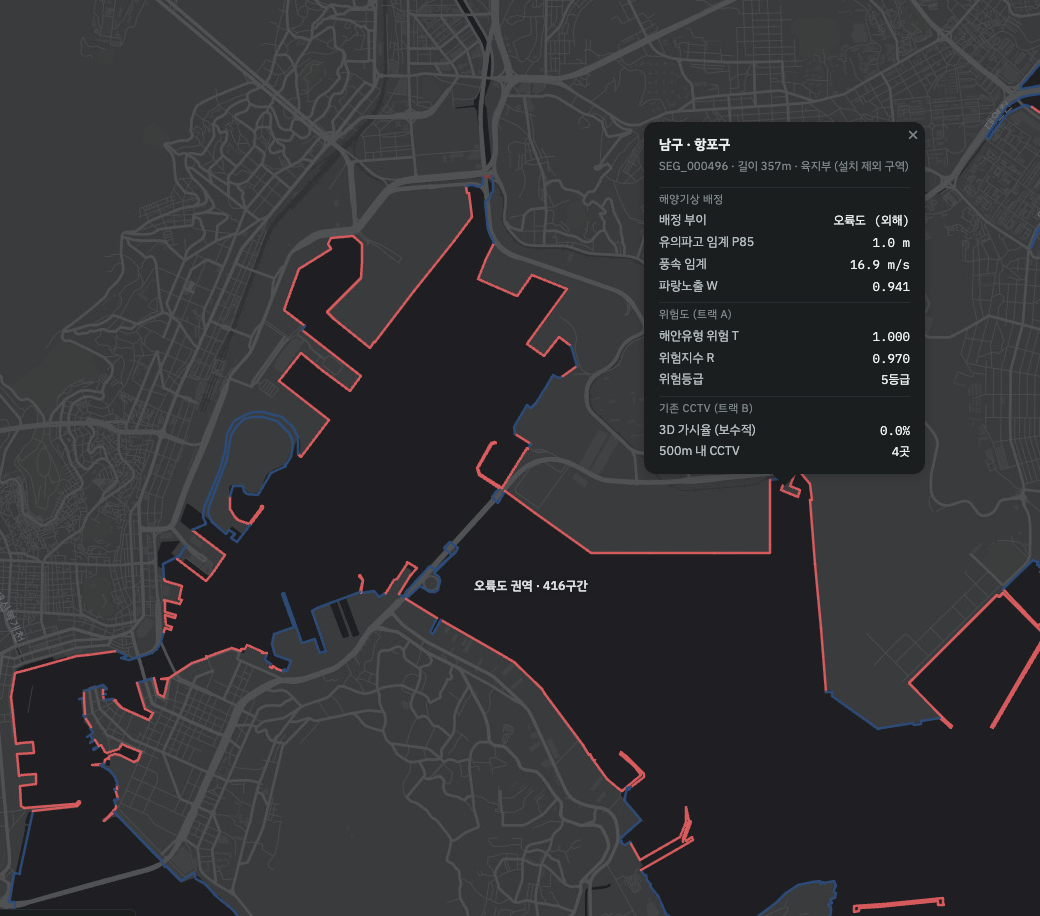 남구 · 항포구
SEG_000496 · 길이 357m · 육지부 (설치 제외 구역)
해양기상 배정
배정 부이 오륙도 (외해)
유의파고 임계 P85 1.0 m
풍속 임계 16.9 m/s
파랑노출 W 0.941
위험도 (트랙 A)
해안유형 위험 T 1.000
위험지수 R 0.970
위험등급 5등급
기존 CCTV (트랙 B)
3D 가시율 (보수적) 0.0%
500m 내 CCTV 4곳
오륙도 권역 · 416구간